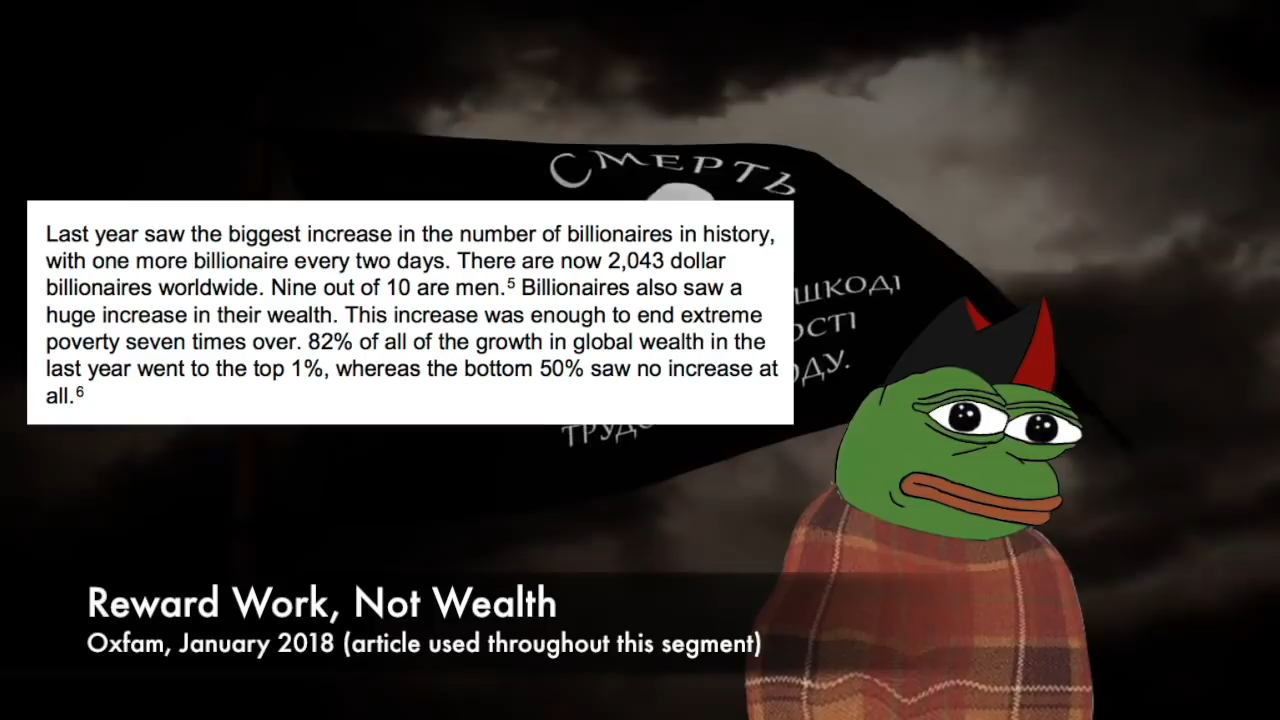 Смерть
Last year saw the biggest increase in the number of billionaires in history,
with one more billionaire every two days. There are now 2,043 dollar
billionaires worldwide. Nine out of 10 are men.⁵ Billionaires also saw a
huge increase in their wealth. This increase was enough to end extreme
poverty seven times over. 82% of all of the growth in global wealth in the
last year went to the top 1%, whereas the bottom 50% saw no increase at
all.⁶
Reward Work, Not Wealth
Oxfam, January 2018 (article used throughout this segment)